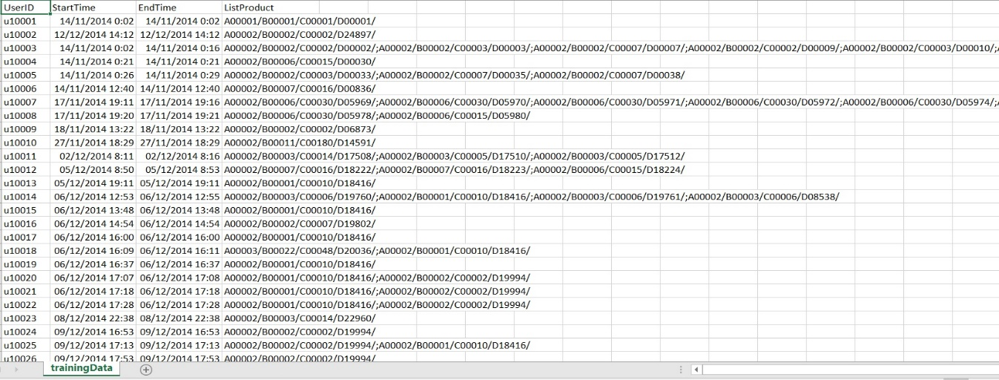 UserID StartTime EndTime ListProduct
u10001 14/11/2014 0:02 14/11/2014 0:02 A00001/B00001/C00001/D00001/
u10002 12/12/2014 14:12 12/12/2014 14:12 A00002/B00002/C00002/D24897/
u10003 14/11/2014 0:02 14/11/2014 0:16 A00002/B00002/C00002/D00002/;A00002/B00002/C00003/D00003/;A00002/B00002/C00007/D00007/;A00002/B00002/C00002/D00009/;A00002/B00002/C00003/D00010/;
u10004 14/11/2014 0:21 14/11/2014 0:21 A00002/B00006/C00015/D00030/
u10005 14/11/2014 0:26 14/11/2014 0:29 A00002/B00002/C00003/D00033/;A00002/B00002/C00007/D00035/;A00002/B00002/C00007/D00038/
u10006 14/11/2014 12:40 14/11/2014 12:40 A00002/B00007/C00016/D00836/
u10007 17/11/2014 19:11 17/11/2014 19:16 A00002/B00006/C00030/D05969/;A00002/B00006/C00030/D05970/;A00002/B00006/C00030/D05971/;A00002/B00006/C00030/D05972/;A00002/B00006/C00030/D05974/;
u10008 17/11/2014 19:20 17/11/2014 19:21 A00002/B00006/C00030/D05978/;A00002/B00006/C00015/D05980/
u10009 18/11/2014 13:22 18/11/2014 13:22 A00002/B00002/C00002/D06873/
u10010 27/11/2014 18:29 27/11/2014 18:29 A00002/B00011/C00180/D14591/
u10011 02/12/2014 8:11 02/12/2014 8:16 A00002/B00003/C00014/D17508/;A00002/B00003/C00005/D17510/;A00002/B00003/C00005/D17512/
u10012 05/12/2014 8:50 05/12/2014 8:53 A00002/B00007/C00016/D18222/;A00002/B00007/C00016/D18223/;A00002/B00006/C00015/D18224/
u10013 05/12/2014 19:11 05/12/2014 19:11 A00002/B00001/C00010/D18416/
u10014 06/12/2014 12:53 06/12/2014 12:55 A00002/B00003/C00006/D19760/;A00002/B00001/C00010/D18416/;A00002/B00003/C00006/D19761/;A00002/B00003/C00006/D08538/
u10015 06/12/2014 13:48 06/12/2014 13:48 A00002/B00001/C00010/D18416/
u10016 06/12/2014 14:54 06/12/2014 14:54 A00002/B00002/C00007/D19802/
u10017 06/12/2014 16:00 06/12/2014 16:00 A00002/B00001/C00010/D18416/
u10018 06/12/2014 16:09 06/12/2014 16:11 A00003/B00022/C00048/D20036/;A00002/B00001/C00010/D18416/
u10019 06/12/2014 16:37 06/12/2014 16:37 A00002/B00001/C00010/D18416/
u10020 06/12/2014 17:07 06/12/2014 17:08 A00002/B00001/C00010/D18416/;A00002/B00002/C00002/D19994/
u10021 06/12/2014 17:18 06/12/2014 17:18 A00002/B00001/C00010/D18416/;A00002/B00002/C00002/D19994/
u10022 06/12/2014 17:28 06/12/2014 17:28 A00002/B00001/C00010/D18416/;A00002/B00002/C00002/D19994/
u10023 08/12/2014 22:38 08/12/2014 22:38 A00002/B00003/C00014/D22960/
u10024 09/12/2014 16:53 09/12/2014 16:53 A00002/B00002/C00002/D19994/
u10025 09/12/2014 17:13 09/12/2014 17:13 A00002/B00002/C00002/D19994/;A00002/B00001/C00010/D18416/
u10026 09/12/2014 17:53 09/12/2014 17:53 A00002/B00002/C00002/D19994/
trainingData